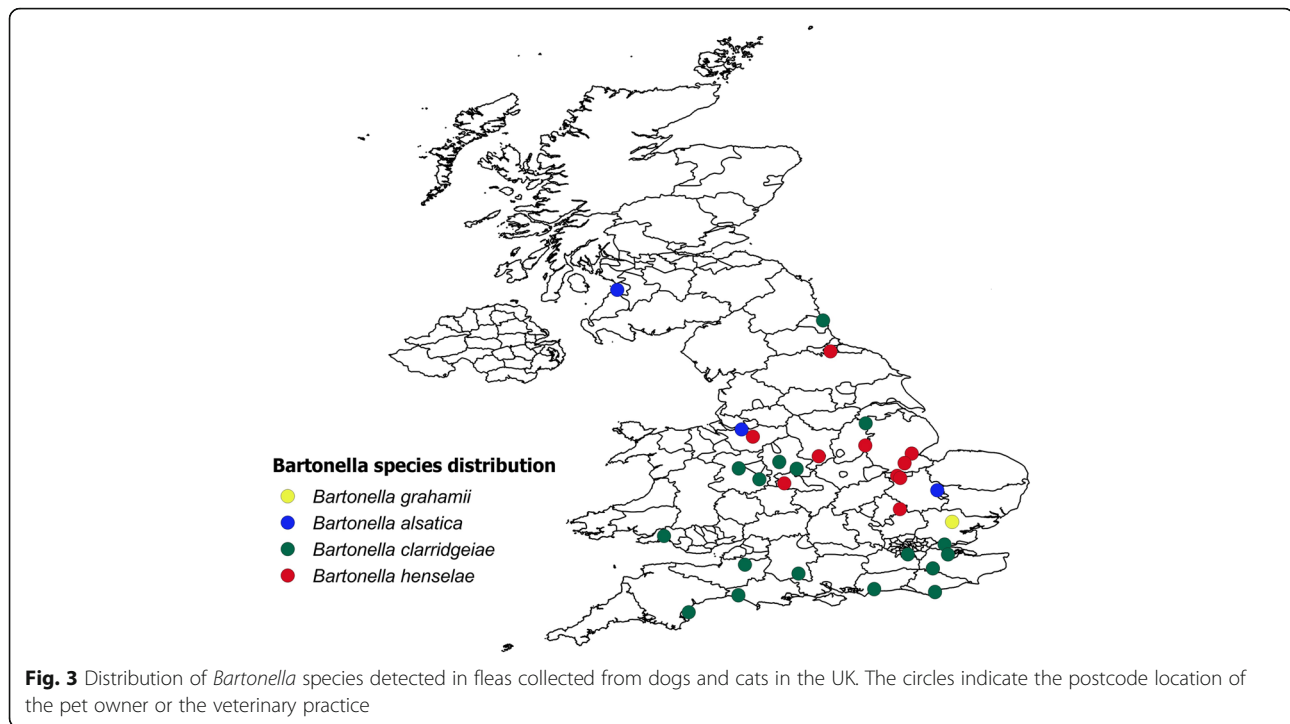 Bartonella species distribution
Bartonella grahamii
Bartonella alsatica
Bartonella clarridgeiae
Bartonella henselae
Fig. 3 Distribution of Bartonella species detected in fleas collected from dogs and cats in the UK. The circles indicate the postcode location of
the pet owner or the veterinary practice